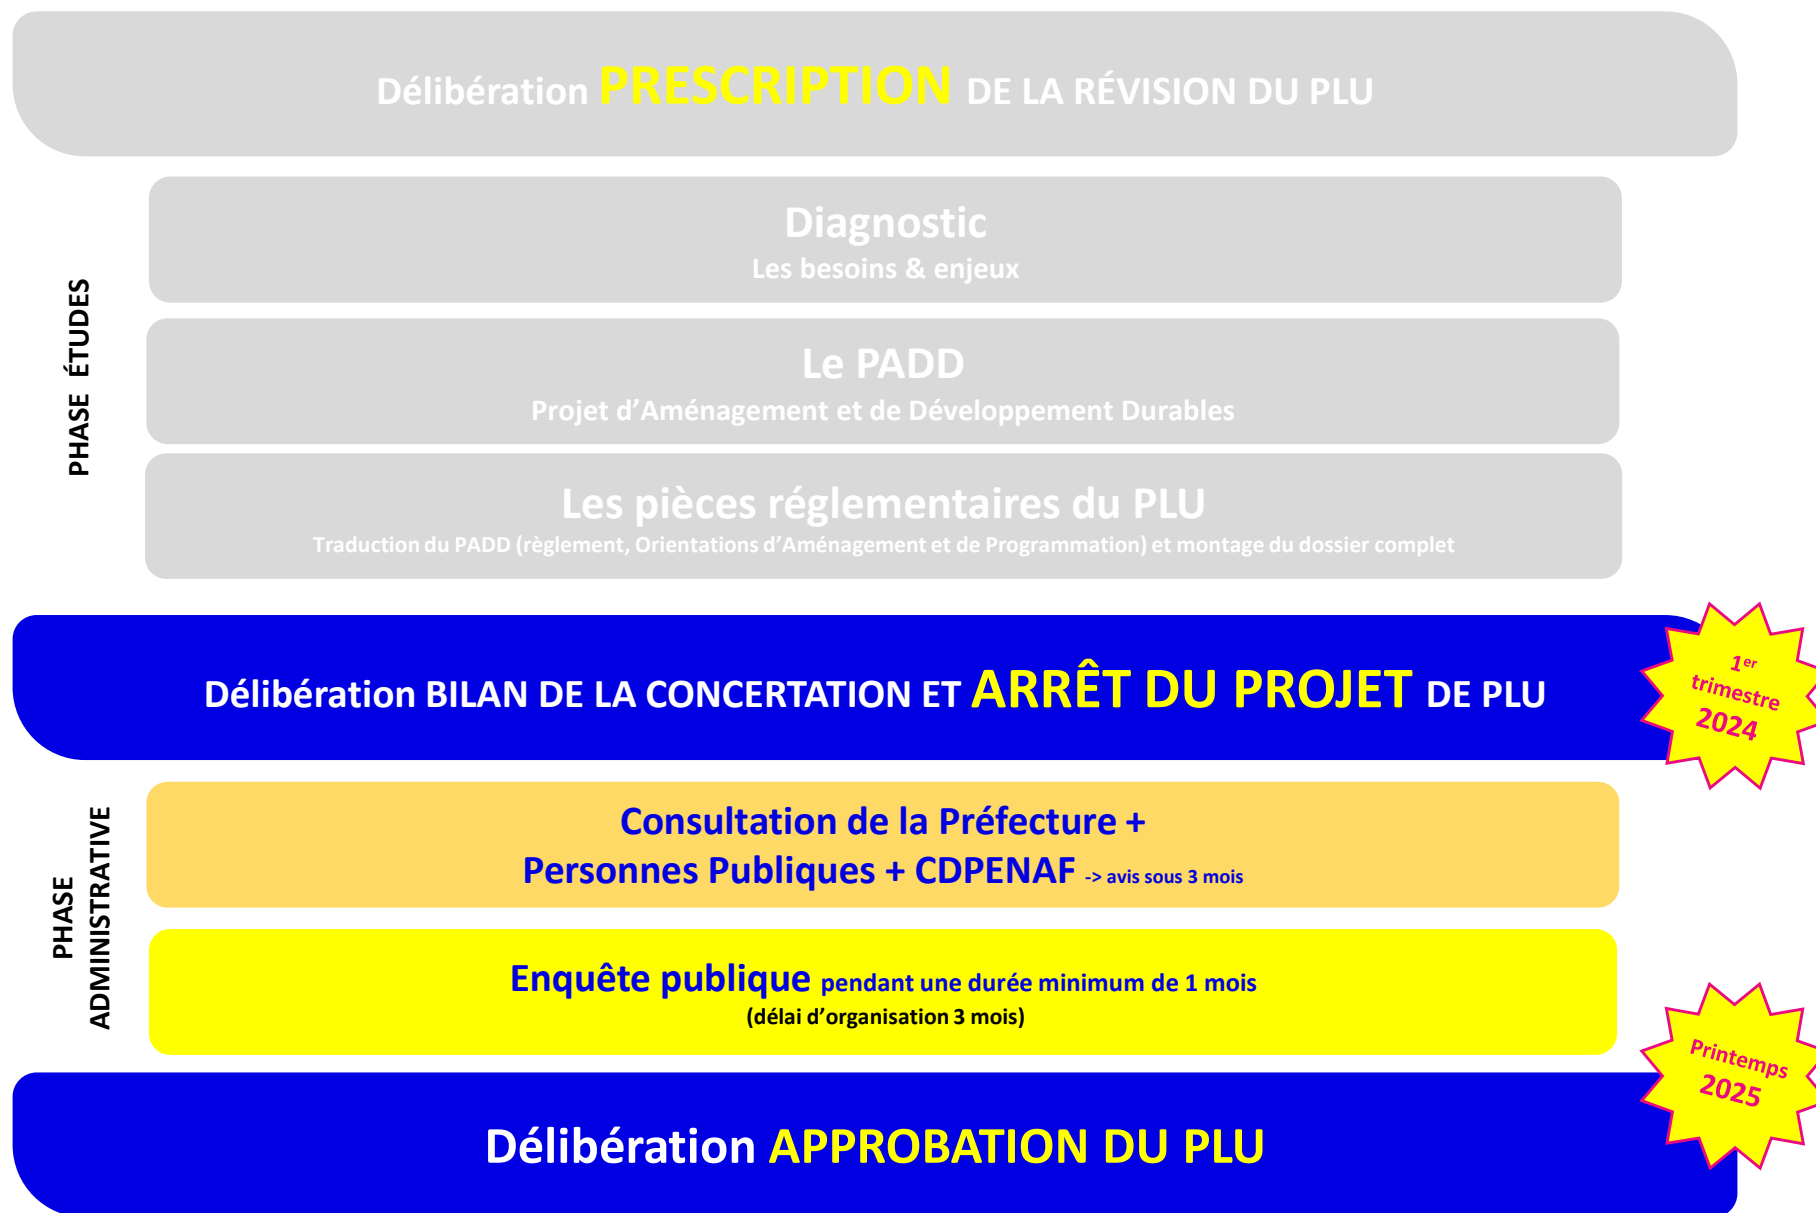 Délibération PRESCRIPTION DE LA RÉVISION DU PLU
PHASE ÉTUDES
Diagnostic
Les besoins & enjeux
Le PADD
Projet d’Aménagement et de Développement Durables
Les pièces réglementaires du PLU
Traduction du PADD (règlement, Orientations d’Aménagement et de Programmation) et montage du dossier complet
Délibération BILAN DE LA CONCERTATION ET ARRÊT DU PROJET DE PLU
1er
trimestre
2024
PHASE
ADMINISTRATIVE
Consultation de la Préfecture +
Personnes Publiques + CDPENAF -> avis sous 3 mois
Enquête publique pendant une durée minimum de 1 mois
(délai d’organisation 3 mois)
Printemps
2025
Délibération APPROBATION DU PLU